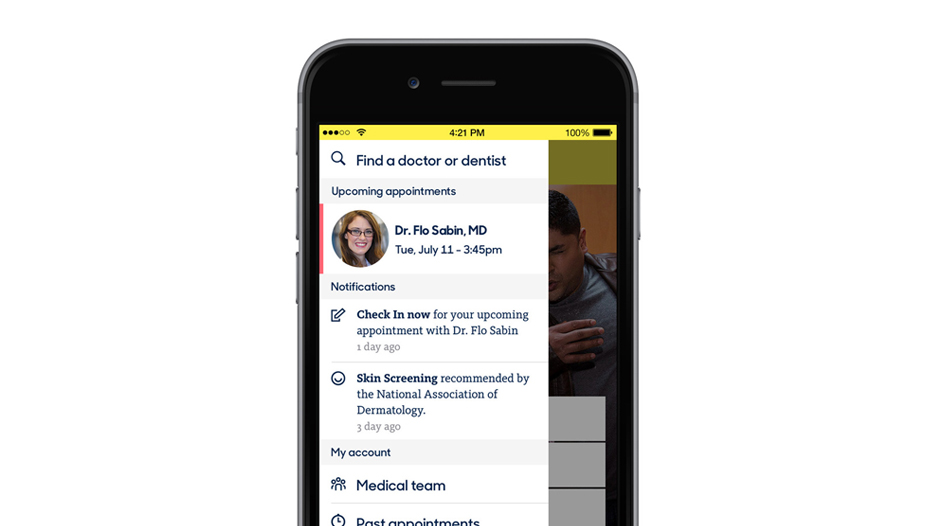 4:21 PM
100%
Find a doctor or dentist
Upcoming appointments
Dr. Flo Sabin, MD
Tue, July 11 - 3:45pm
Notifications
Check In now for your upcoming
appointment with Dr. Flo Sabin
1 day ago
Skin Screening recommended by
the National Association of
Dermatology.
3 day ago
My account
Medical team
Past appointments